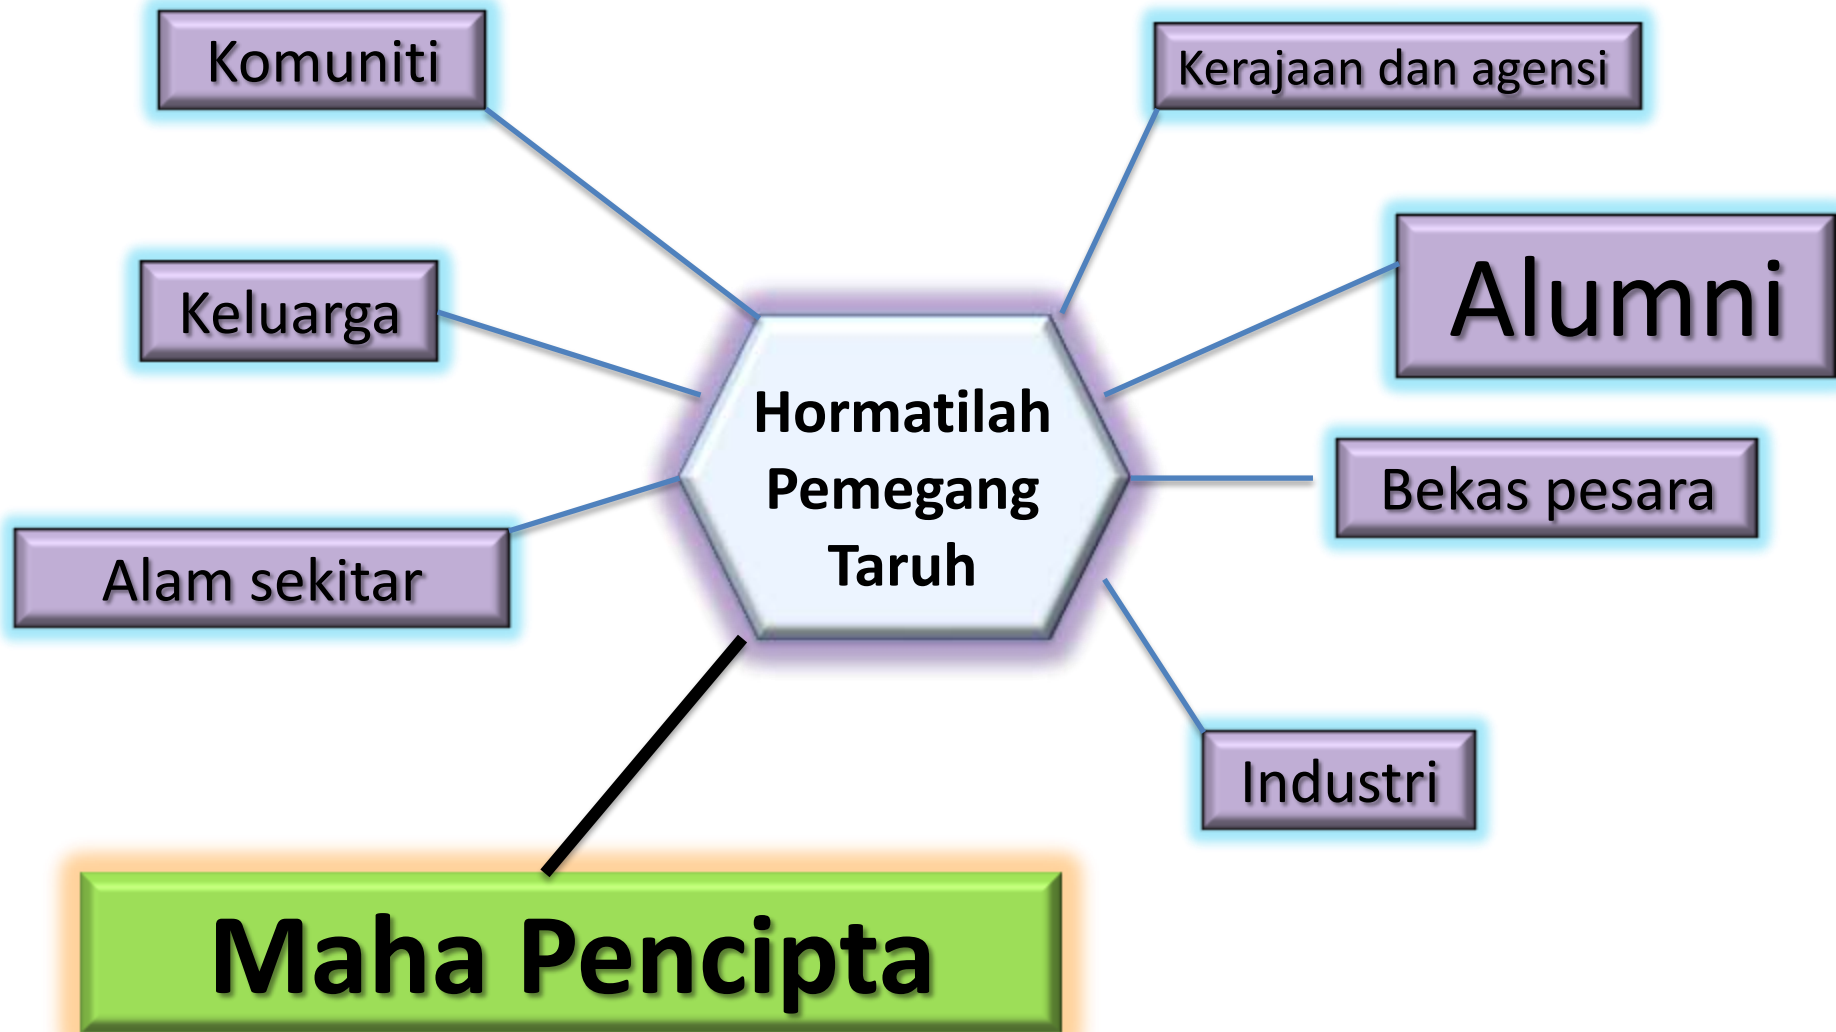 Komuniti
Kerajaan dan agensi
Keluarga
Alumni
Hormatilah
Pemegang
Taruh
Bekas pesara
Alam sekitar
Industri
Maha Pencipta